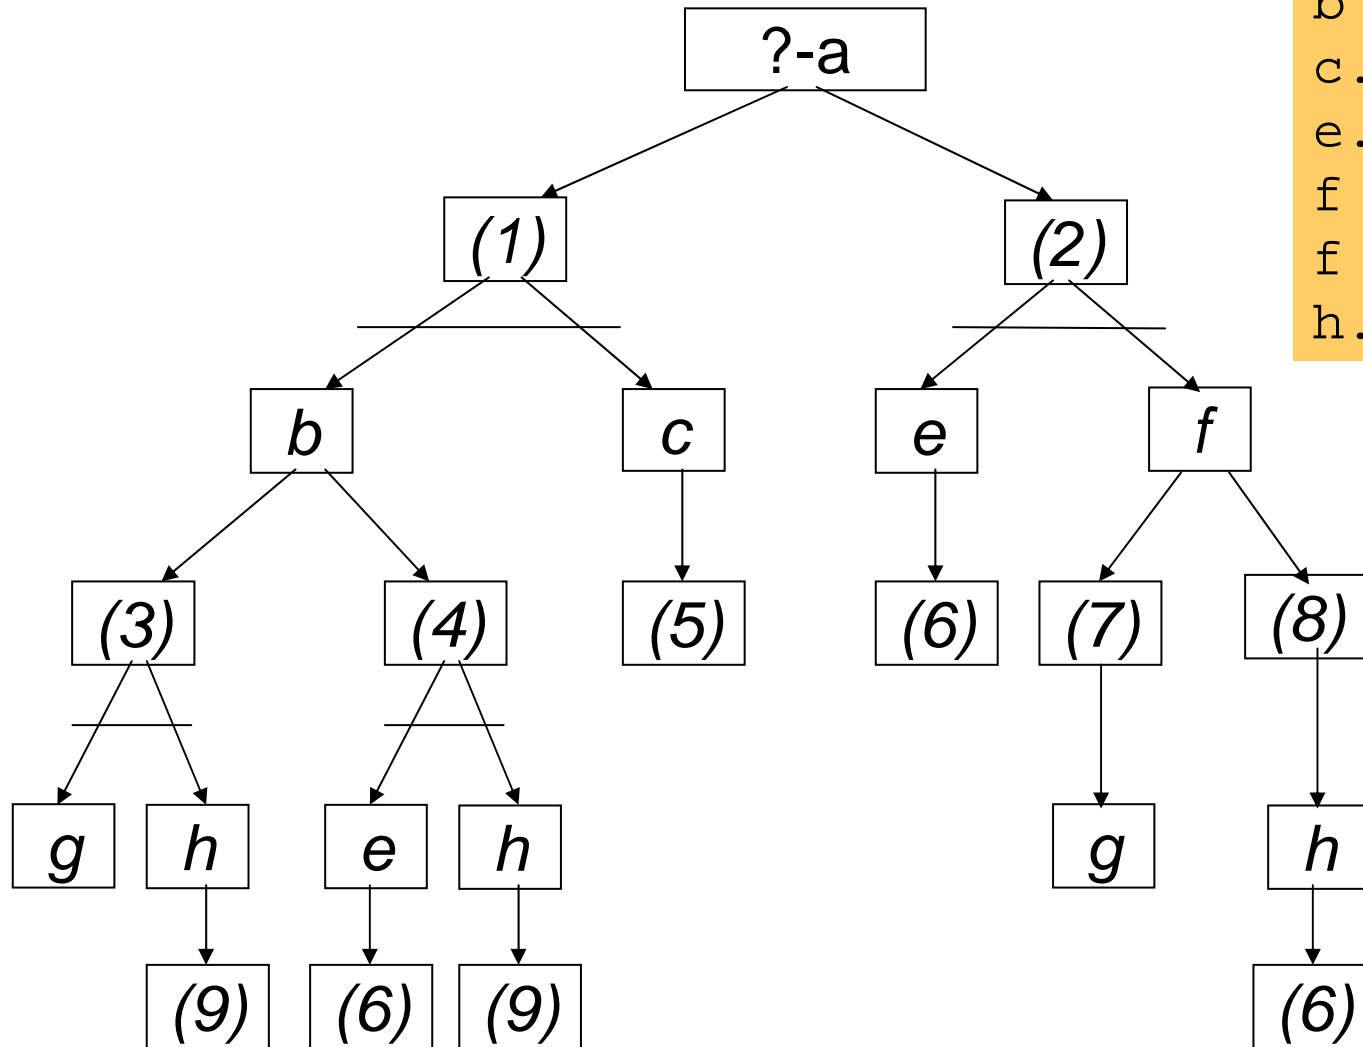 ?-a
b
c.
e.
f
f
h.
(1) (2)
b c e f
(3) (4) (5) (6) (7) (8)
g h e h g h
(9) (6) (9) (6)